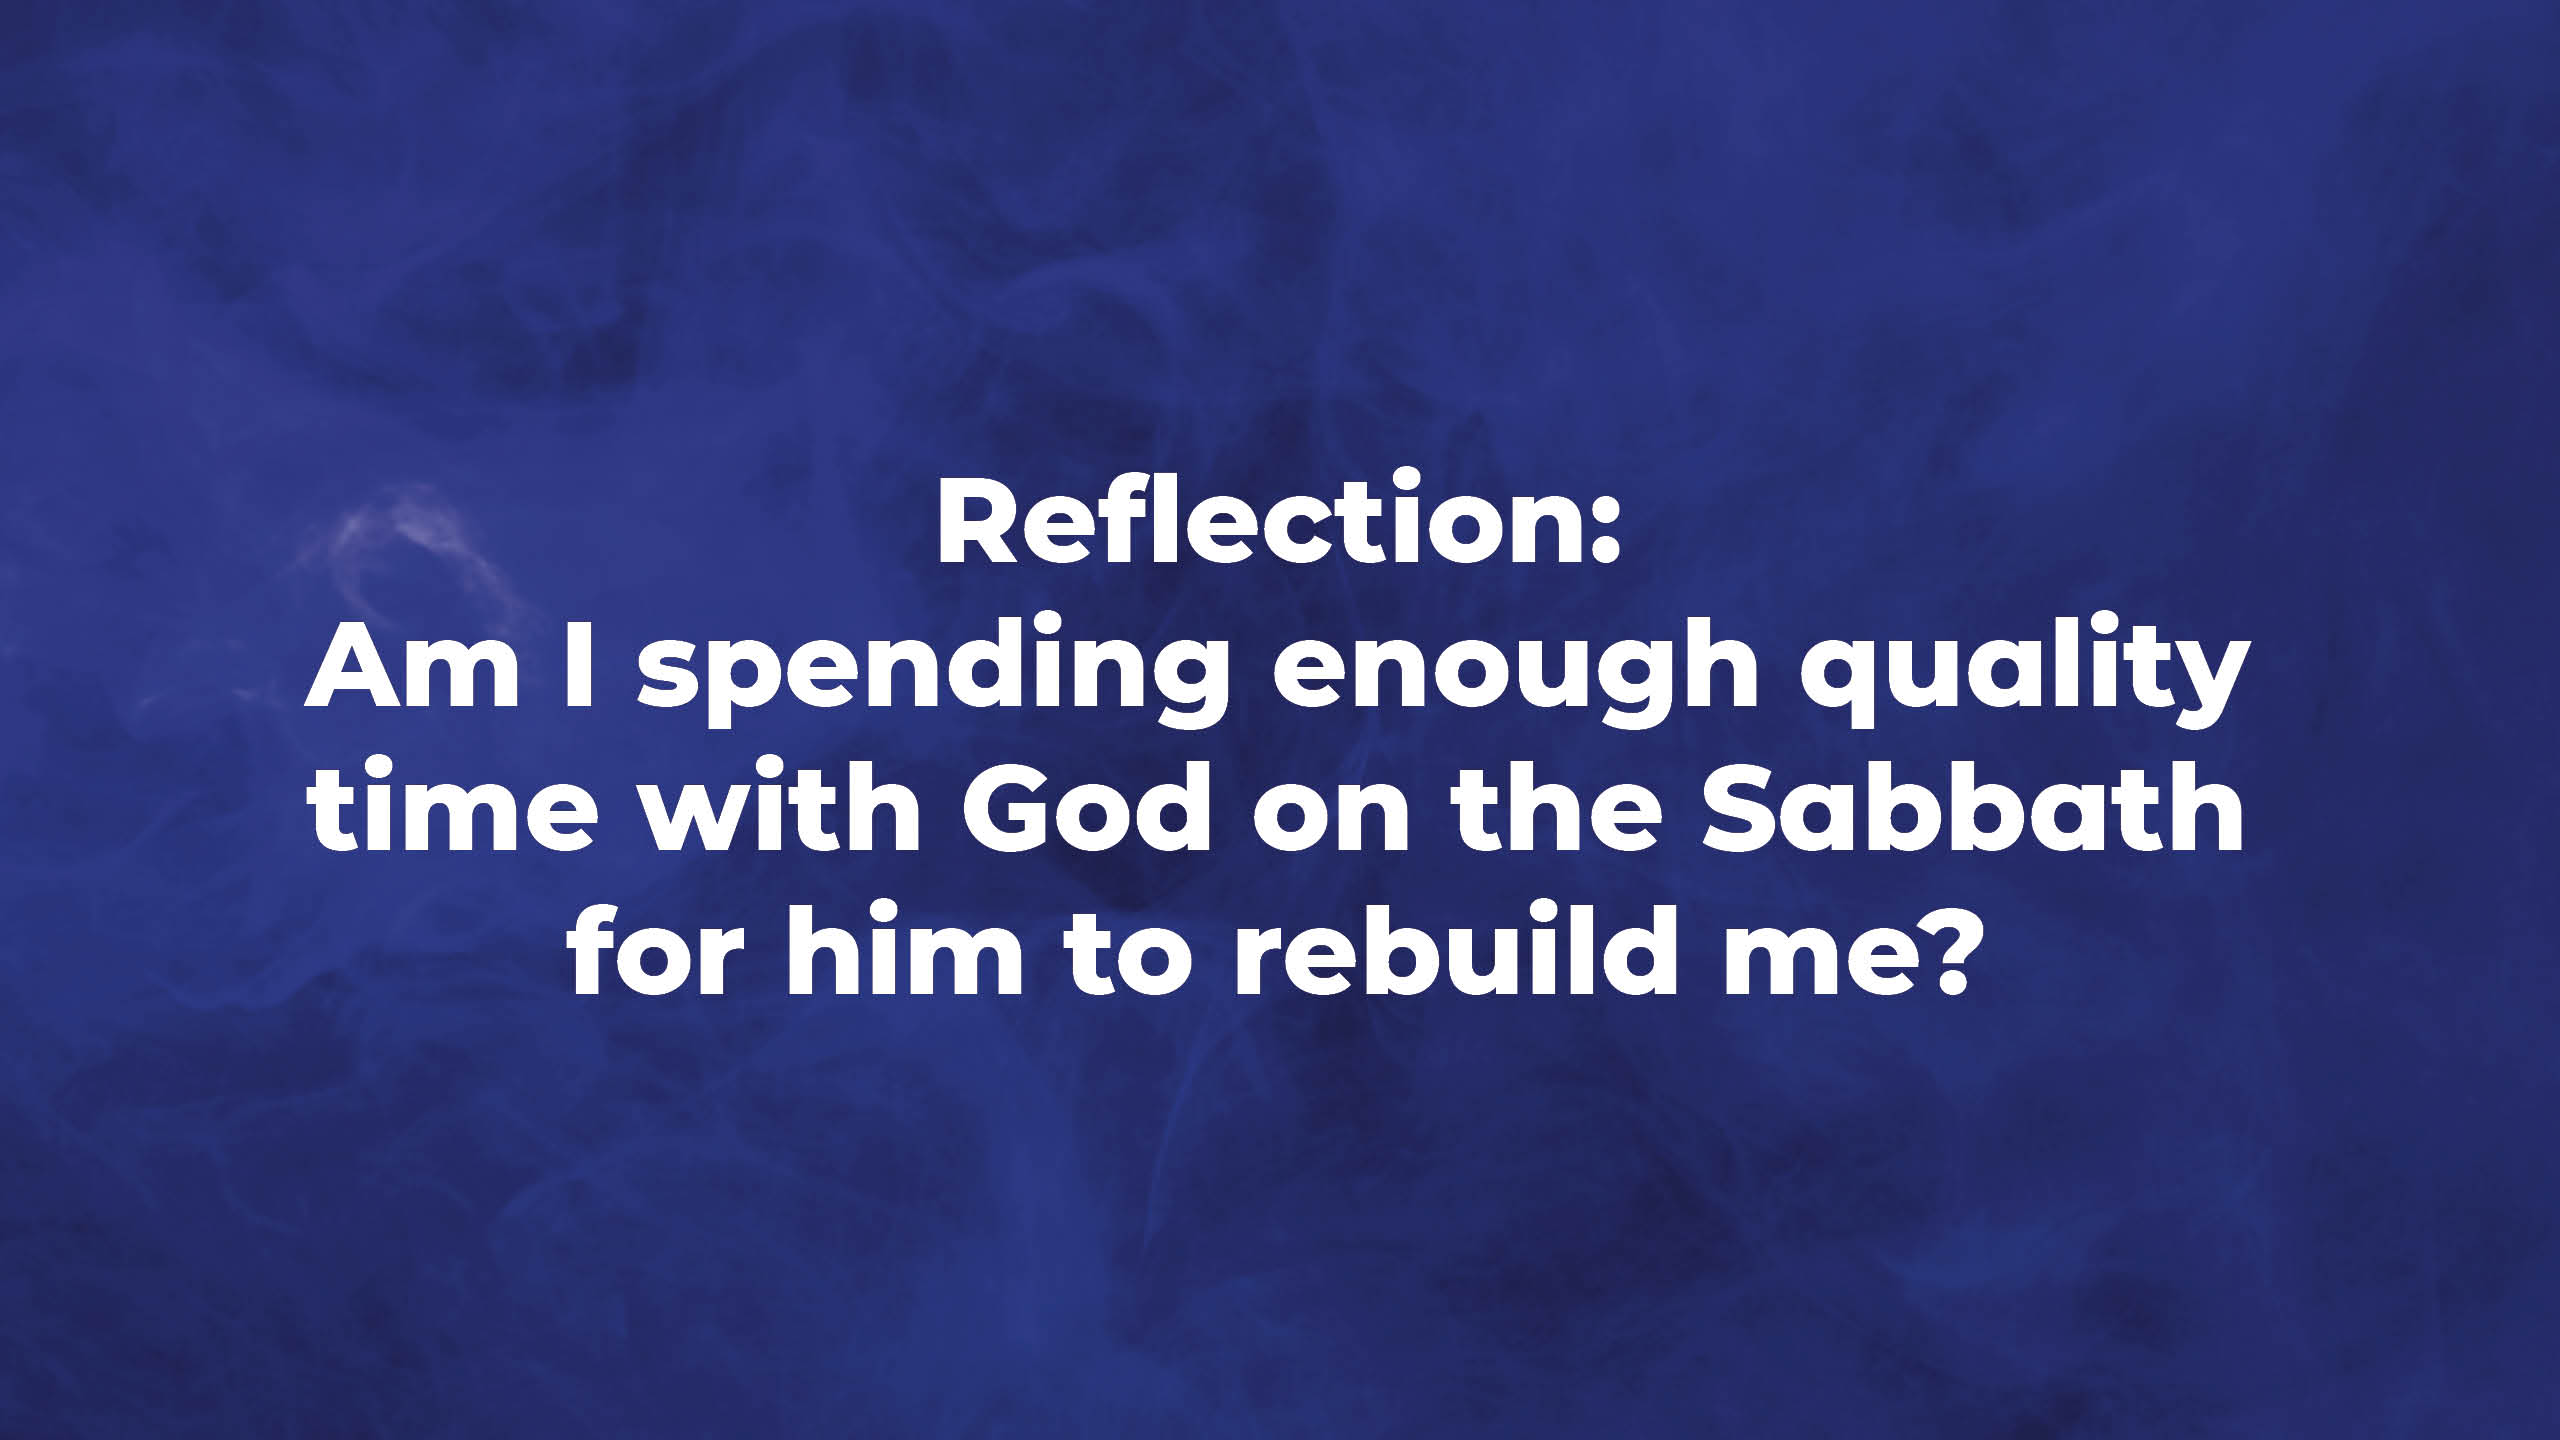 Reflection:
Am I spending enough quality
time with God on the Sabbath
for him to rebuild me?